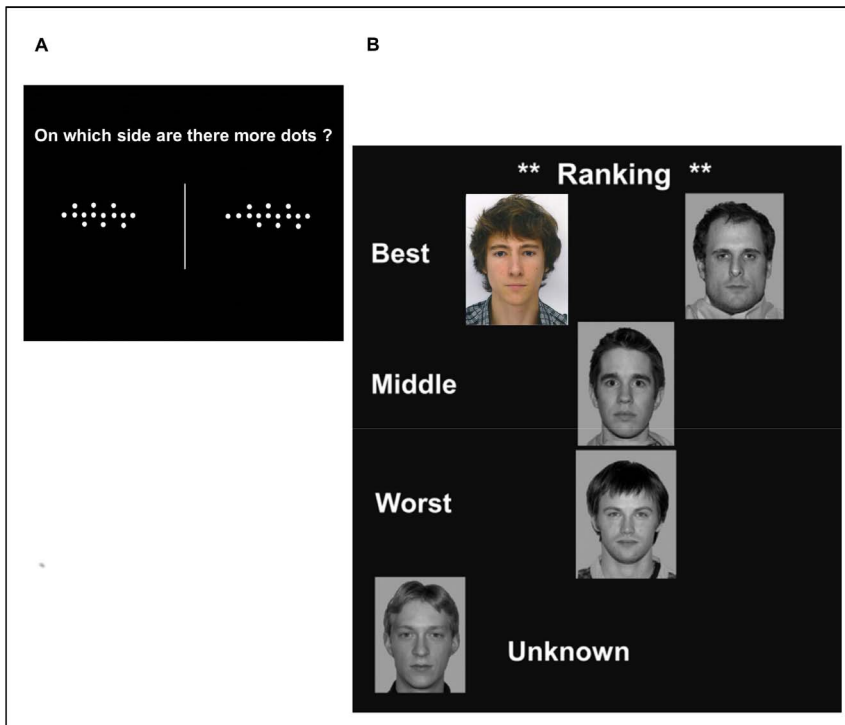 A
On which side are there more dots ?
B
** Ranking **
Best
Middle
Worst
Unknown